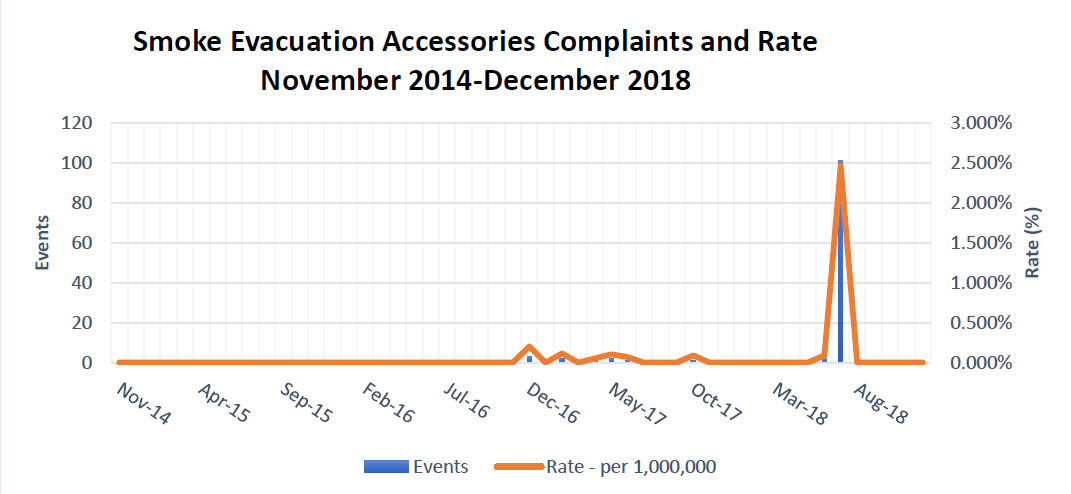 Smoke Evacuation Accessories Complaints and Rate
November 2014-December 2018
120
100
80
60
40
20
0
Events
3.000%
2.500%
2.000%
1.500%
1.000%
0.500%
0.000%
Rate (%)
Nov-14
Apr-15
Sep-15
Feb-16
Jul-16
Dec-16
May-17
Oct-17
Mar-18
Aug-18
Events
Rate - per 1,000,000